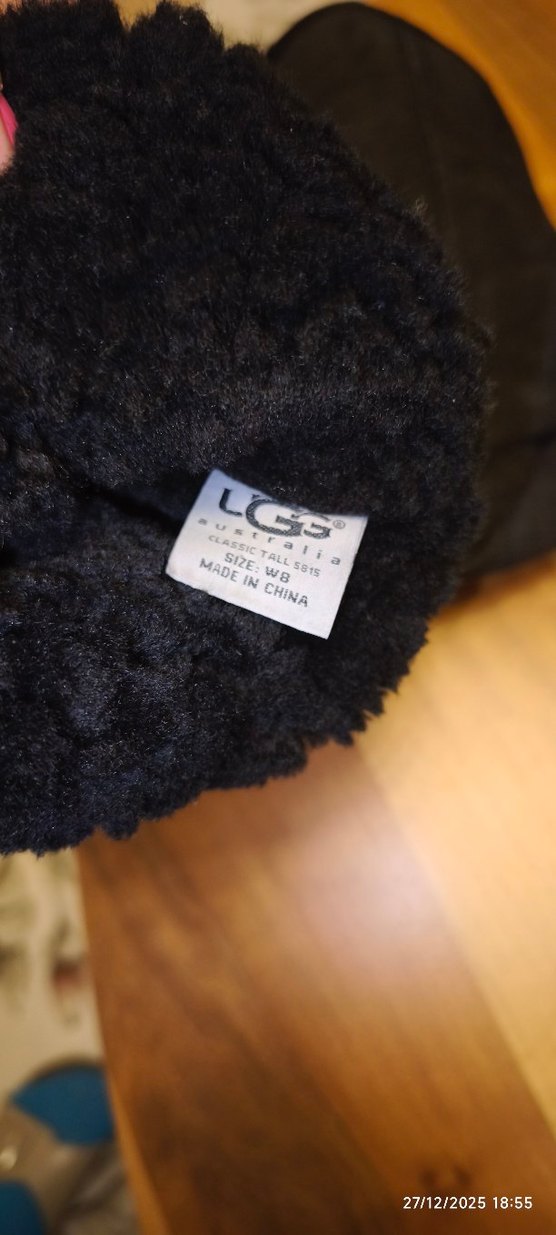 UGG®
australia
CLASSIC TALL 5815
SIZE: W8
MADE IN CHINA
27/12/2025 18:55